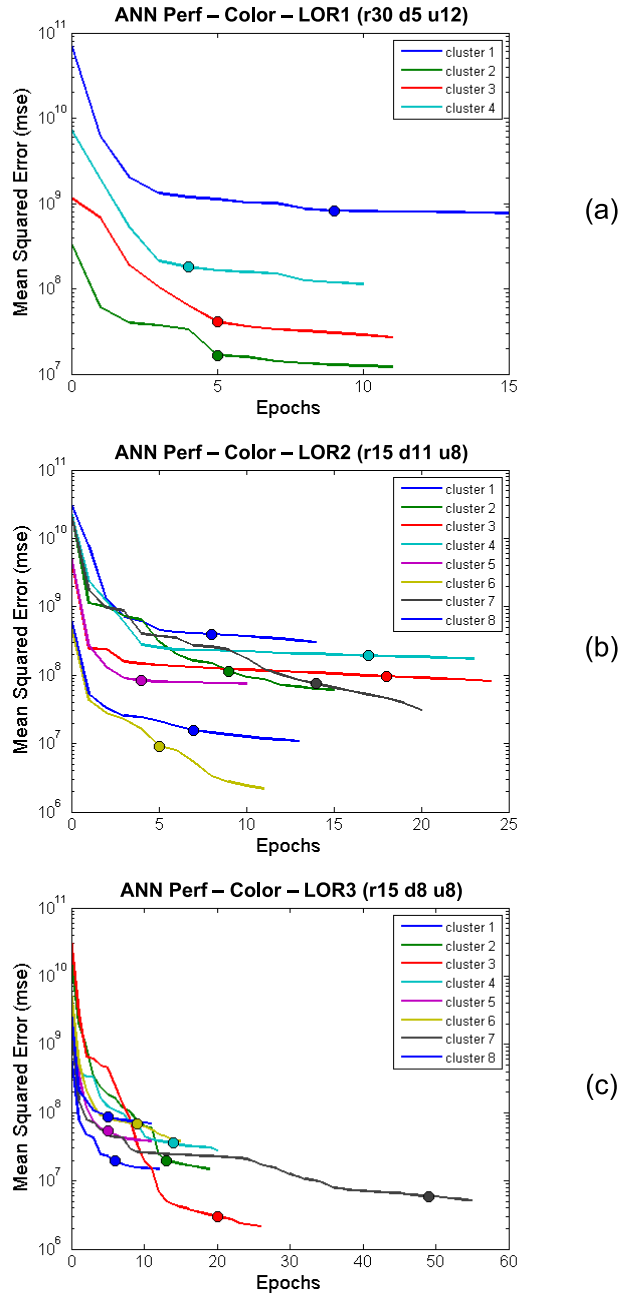 ANN Perf – Color – LOR1 (r30 d5 u12)
10^11
10^10
10^9
10^8
10^7
Mean Squared Error (mse)
cluster 1
cluster 2
cluster 3
cluster 4
0 5 10 15
Epochs
(a)
ANN Perf – Color – LOR2 (r15 d11 u8)
10^11
10^10
10^9
10^8
10^7
10^6
Mean Squared Error (mse)
cluster 1
cluster 2
cluster 3
cluster 4
cluster 5
cluster 6
cluster 7
cluster 8
0 5 10 15 20 25
Epochs
(b)
ANN Perf – Color – LOR3 (r15 d8 u8)
10^11
10^10
10^9
10^8
10^7
10^6
Mean Squared Error (mse)
cluster 1
cluster 2
cluster 3
cluster 4
cluster 5
cluster 6
cluster 7
cluster 8
0 10 20 30 40 50 60
Epochs
(c)